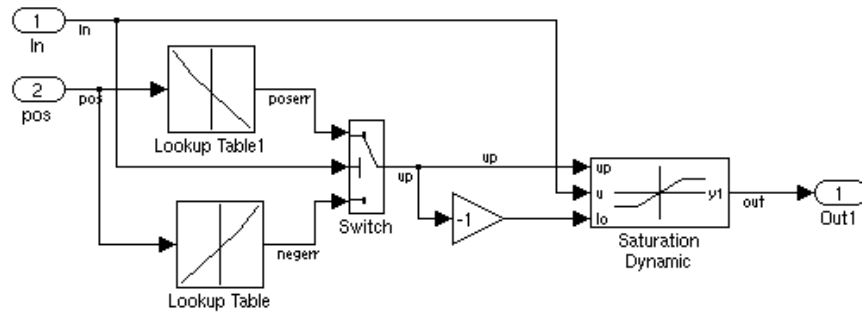 1
In
In
2
pos
pos
Lookup Table1
poserr
Lookup Table
negerr
Switch
up
up
-1
up
u
lo
y1
Saturation
Dynamic
out
1
Out1